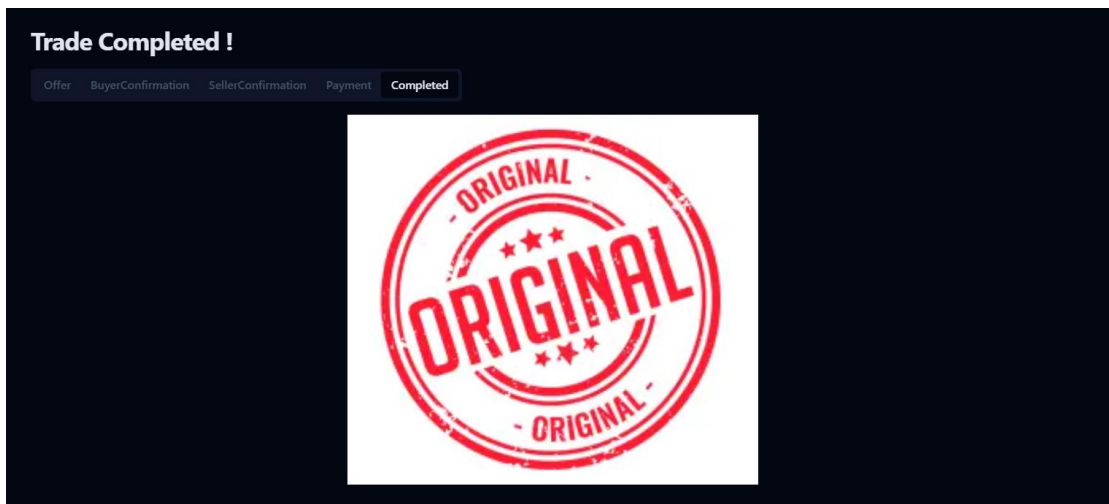 Trade Completed !
Offer BuyerConfirmation SellerConfirmation Payment Completed
- ORIGINAL -
ORIGINAL
- ORIGINAL -